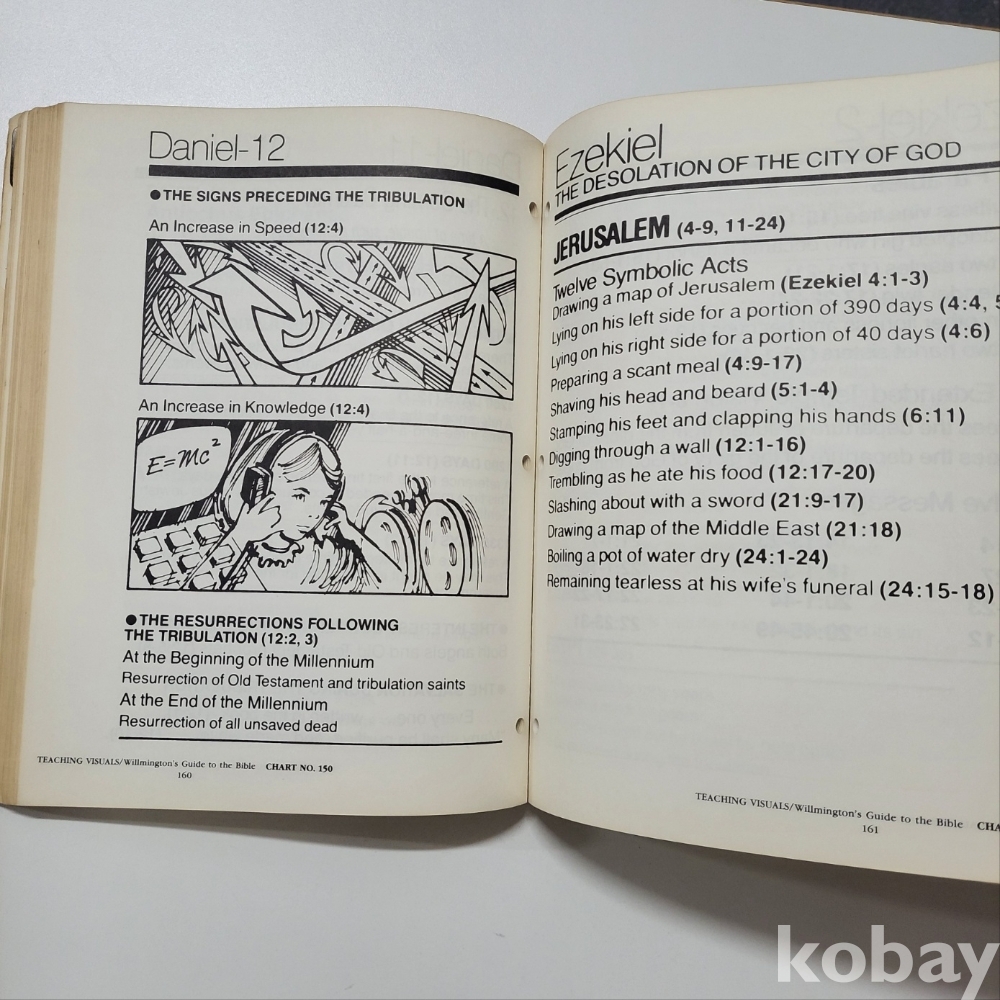 Daniel-12
●THE SIGNS PRECEDING THE TRIBULATION
An Increase in Speed (12:4)
An Increase in Knowledge (12:4)
E=MC²
●THE RESURRECTIONS FOLLOWING
THE TRIBULATION (12:2, 3)
At the Beginning of the Millennium
Resurrection of Old Testament and tribulation saints
At the End of the Millennium
Resurrection of all unsaved dead
TEACHING VISUALS/Willmington's Guide to the Bible CHART NO. 150
160
Ezekiel
THE DESOLATION OF THE CITY OF GOD
JERUSALEM (4-9, 11-24)
Twelve Symbolic Acts
Drawing a map of Jerusalem (Ezekiel 4:1-3)
Lying on his left side for a portion of 390 days (4:4,
Lying on his right side for a portion of 40 days (4:6)
Preparing a scant meal (4:9-17)
Shaving his head and beard (5:1-4)
Stamping his feet and clapping his hands (6:11)
Digging through a wall (12:1-16)
Trembling as he ate his food (12:17-20)
Slashing about with a sword (21:9-17)
Drawing a map of the Middle East (21:18)
Boiling a pot of water dry (24:1-24)
Remaining tearless at his wife's funeral (24:15-18)
TEACHING VISUALS/Willmington's Guide to the Bible
161
kobay